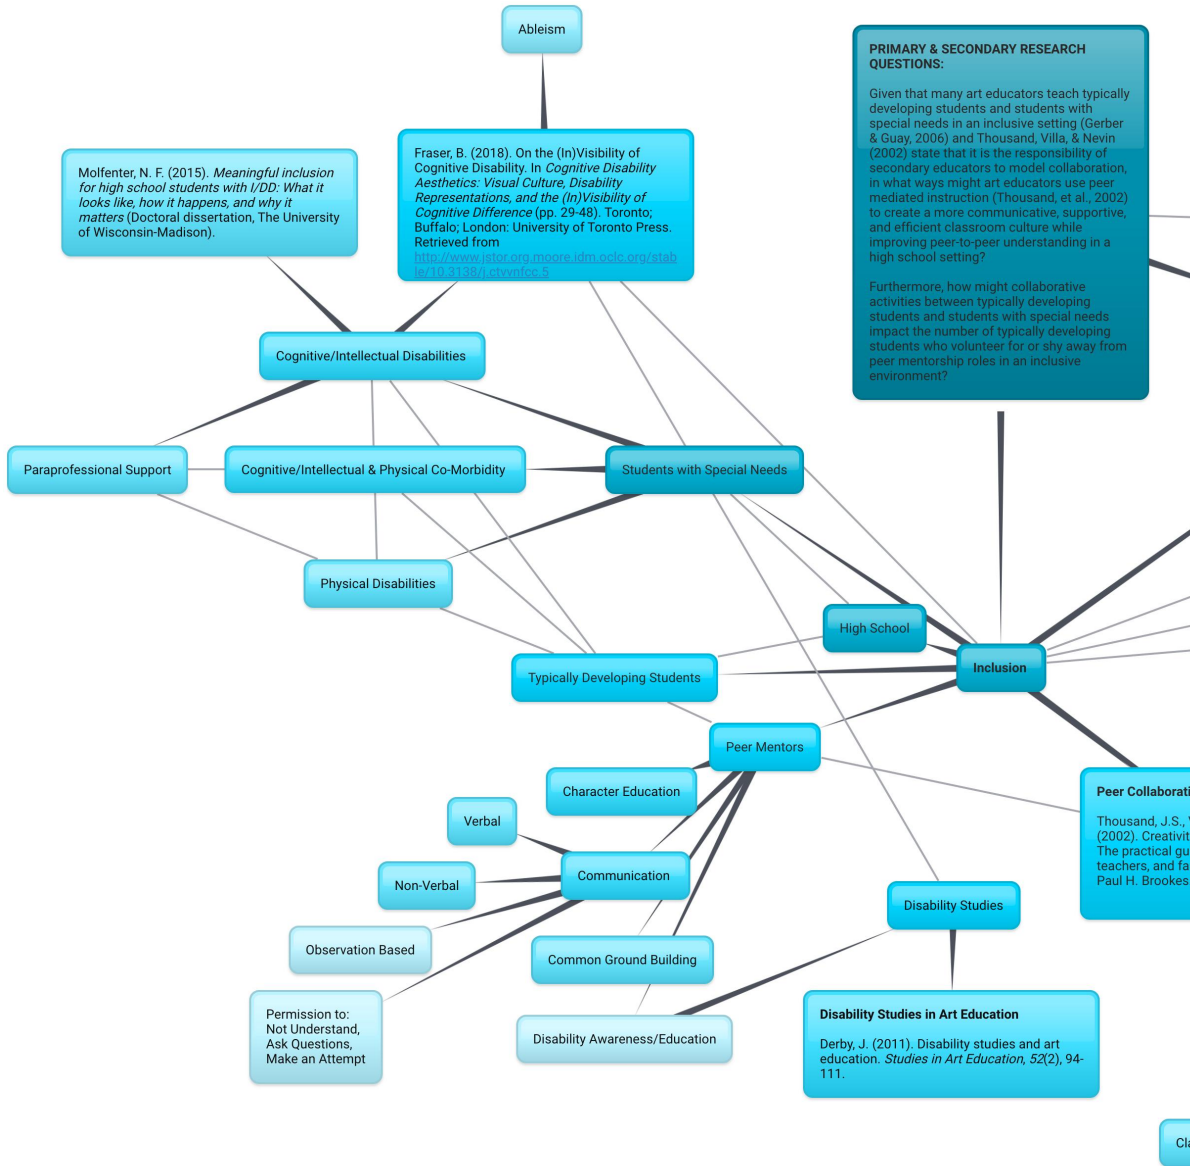 Ableism
PRIMARY & SECONDARY RESEARCH
QUESTIONS:
Given that many art educators teach typically
developing students and students with
special needs in an inclusive setting (Gerber
& Guay, 2006) and Thousand, Villa, & Nevin
(2002) state that it is the responsibility of
secondary educators to model collaboration,
in what ways might art educators use peer
mediated instruction (Thousand, et al., 2002)
to create a more communicative, supportive,
and efficient classroom culture while
improving peer-to-peer understanding in a
high school setting?
Furthermore, how might collaborative
activities between typically developing
students and students with special needs
impact the number of typically developing
students who volunteer for or shy away from
peer mentorship roles in an inclusive
environment?
Fraser, B. (2018). On the (In)Visibility of
Cognitive Disability. In Cognitive Disability
Aesthetics: Visual Culture, Disability
Representations, and the (In)Visibility of
Cognitive Difference (pp. 29-48). Toronto;
Buffalo; London: University of Toronto Press.
Retrieved from
http://www.jstor.org.moore.idm.oclc.org/stab
le/10.3138/j.ctvvnfcc.5
Molfenter, N. F. (2015). Meaningful inclusion
for high school students with I/DD: What it
looks like, how it happens, and why it
matters (Doctoral dissertation, The University
of Wisconsin-Madison).
Cognitive/Intellectual Disabilities
Paraprofessional Support
Cognitive/Intellectual & Physical Co-Morbidity
Students with Special Needs
Physical Disabilities
High School
Inclusion
Typically Developing Students
Peer Mentors
Character Education
Verbal
Communication
Non-Verbal
Observation Based
Common Ground Building
Permission to:
Not Understand,
Ask Questions,
Make an Attempt
Disability Awareness/Education
Peer Collaborati
Thousand, J.S.,
(2002). Creativit
The practical gu
teachers, and fa
Paul H. Brookes
Disability Studies
Disability Studies in Art Education
Derby, J. (2011). Disability studies and art
education. Studies in Art Education, 52(2), 94-
111.
Cla